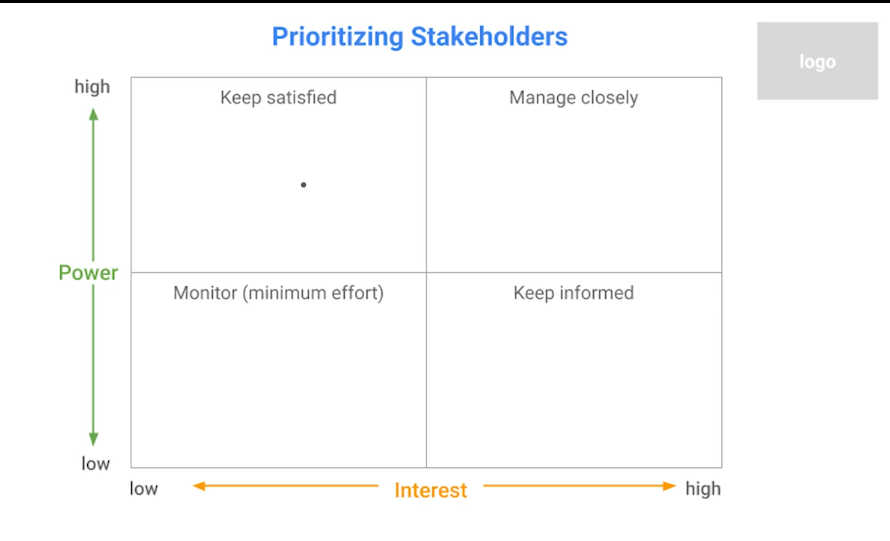 Prioritizing Stakeholders
logo
high
Keep satisfied
Manage closely
Power
Monitor (minimum effort)
Keep informed
low
low
Interest
high